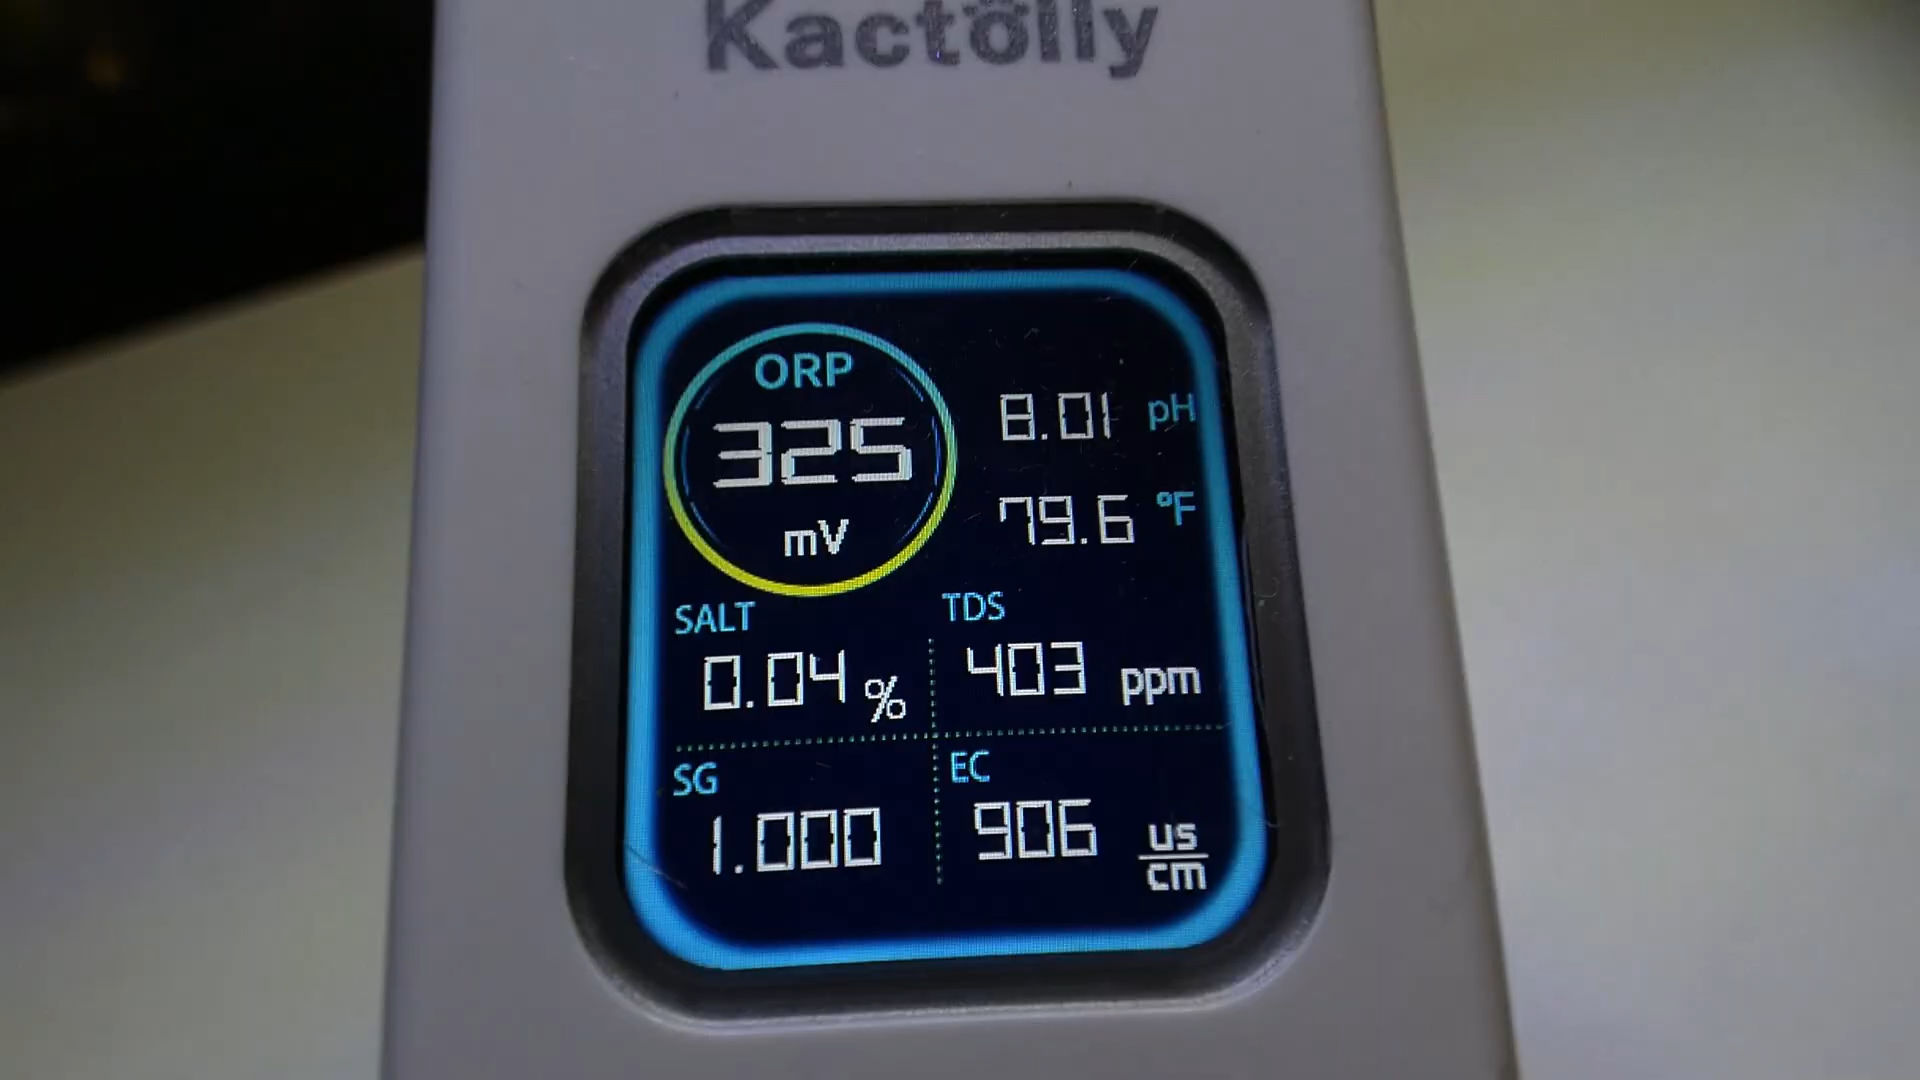 Kactölly
ORP
325
mV
8.01 pH
79.6 °F
SALT
0.04 %
TDS
403 ppm
SG
1.000
EC
906 us/cm